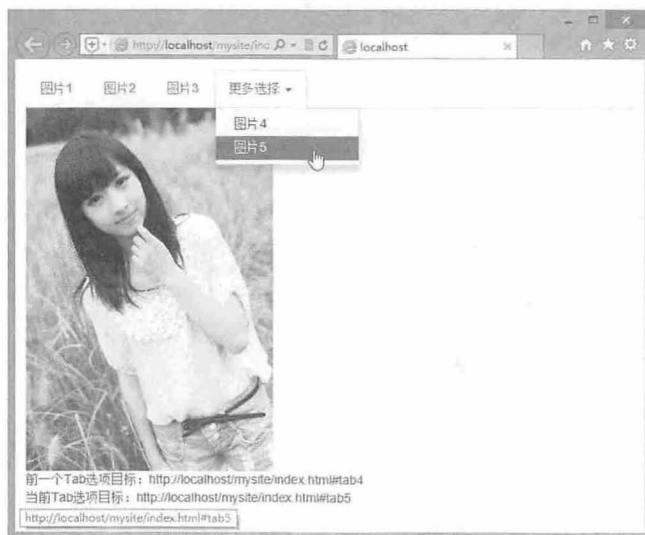 http://localhost/mysite/inc
localhost
图片1 图片2 图片3 更多选择
图片4
图片5
前一个Tab选项目标：http://localhost/mysite/index.html#tab4
当前Tab选项目标：http://localhost/mysite/index.html#tab5
http://localhost/mysite/index.html#tab5